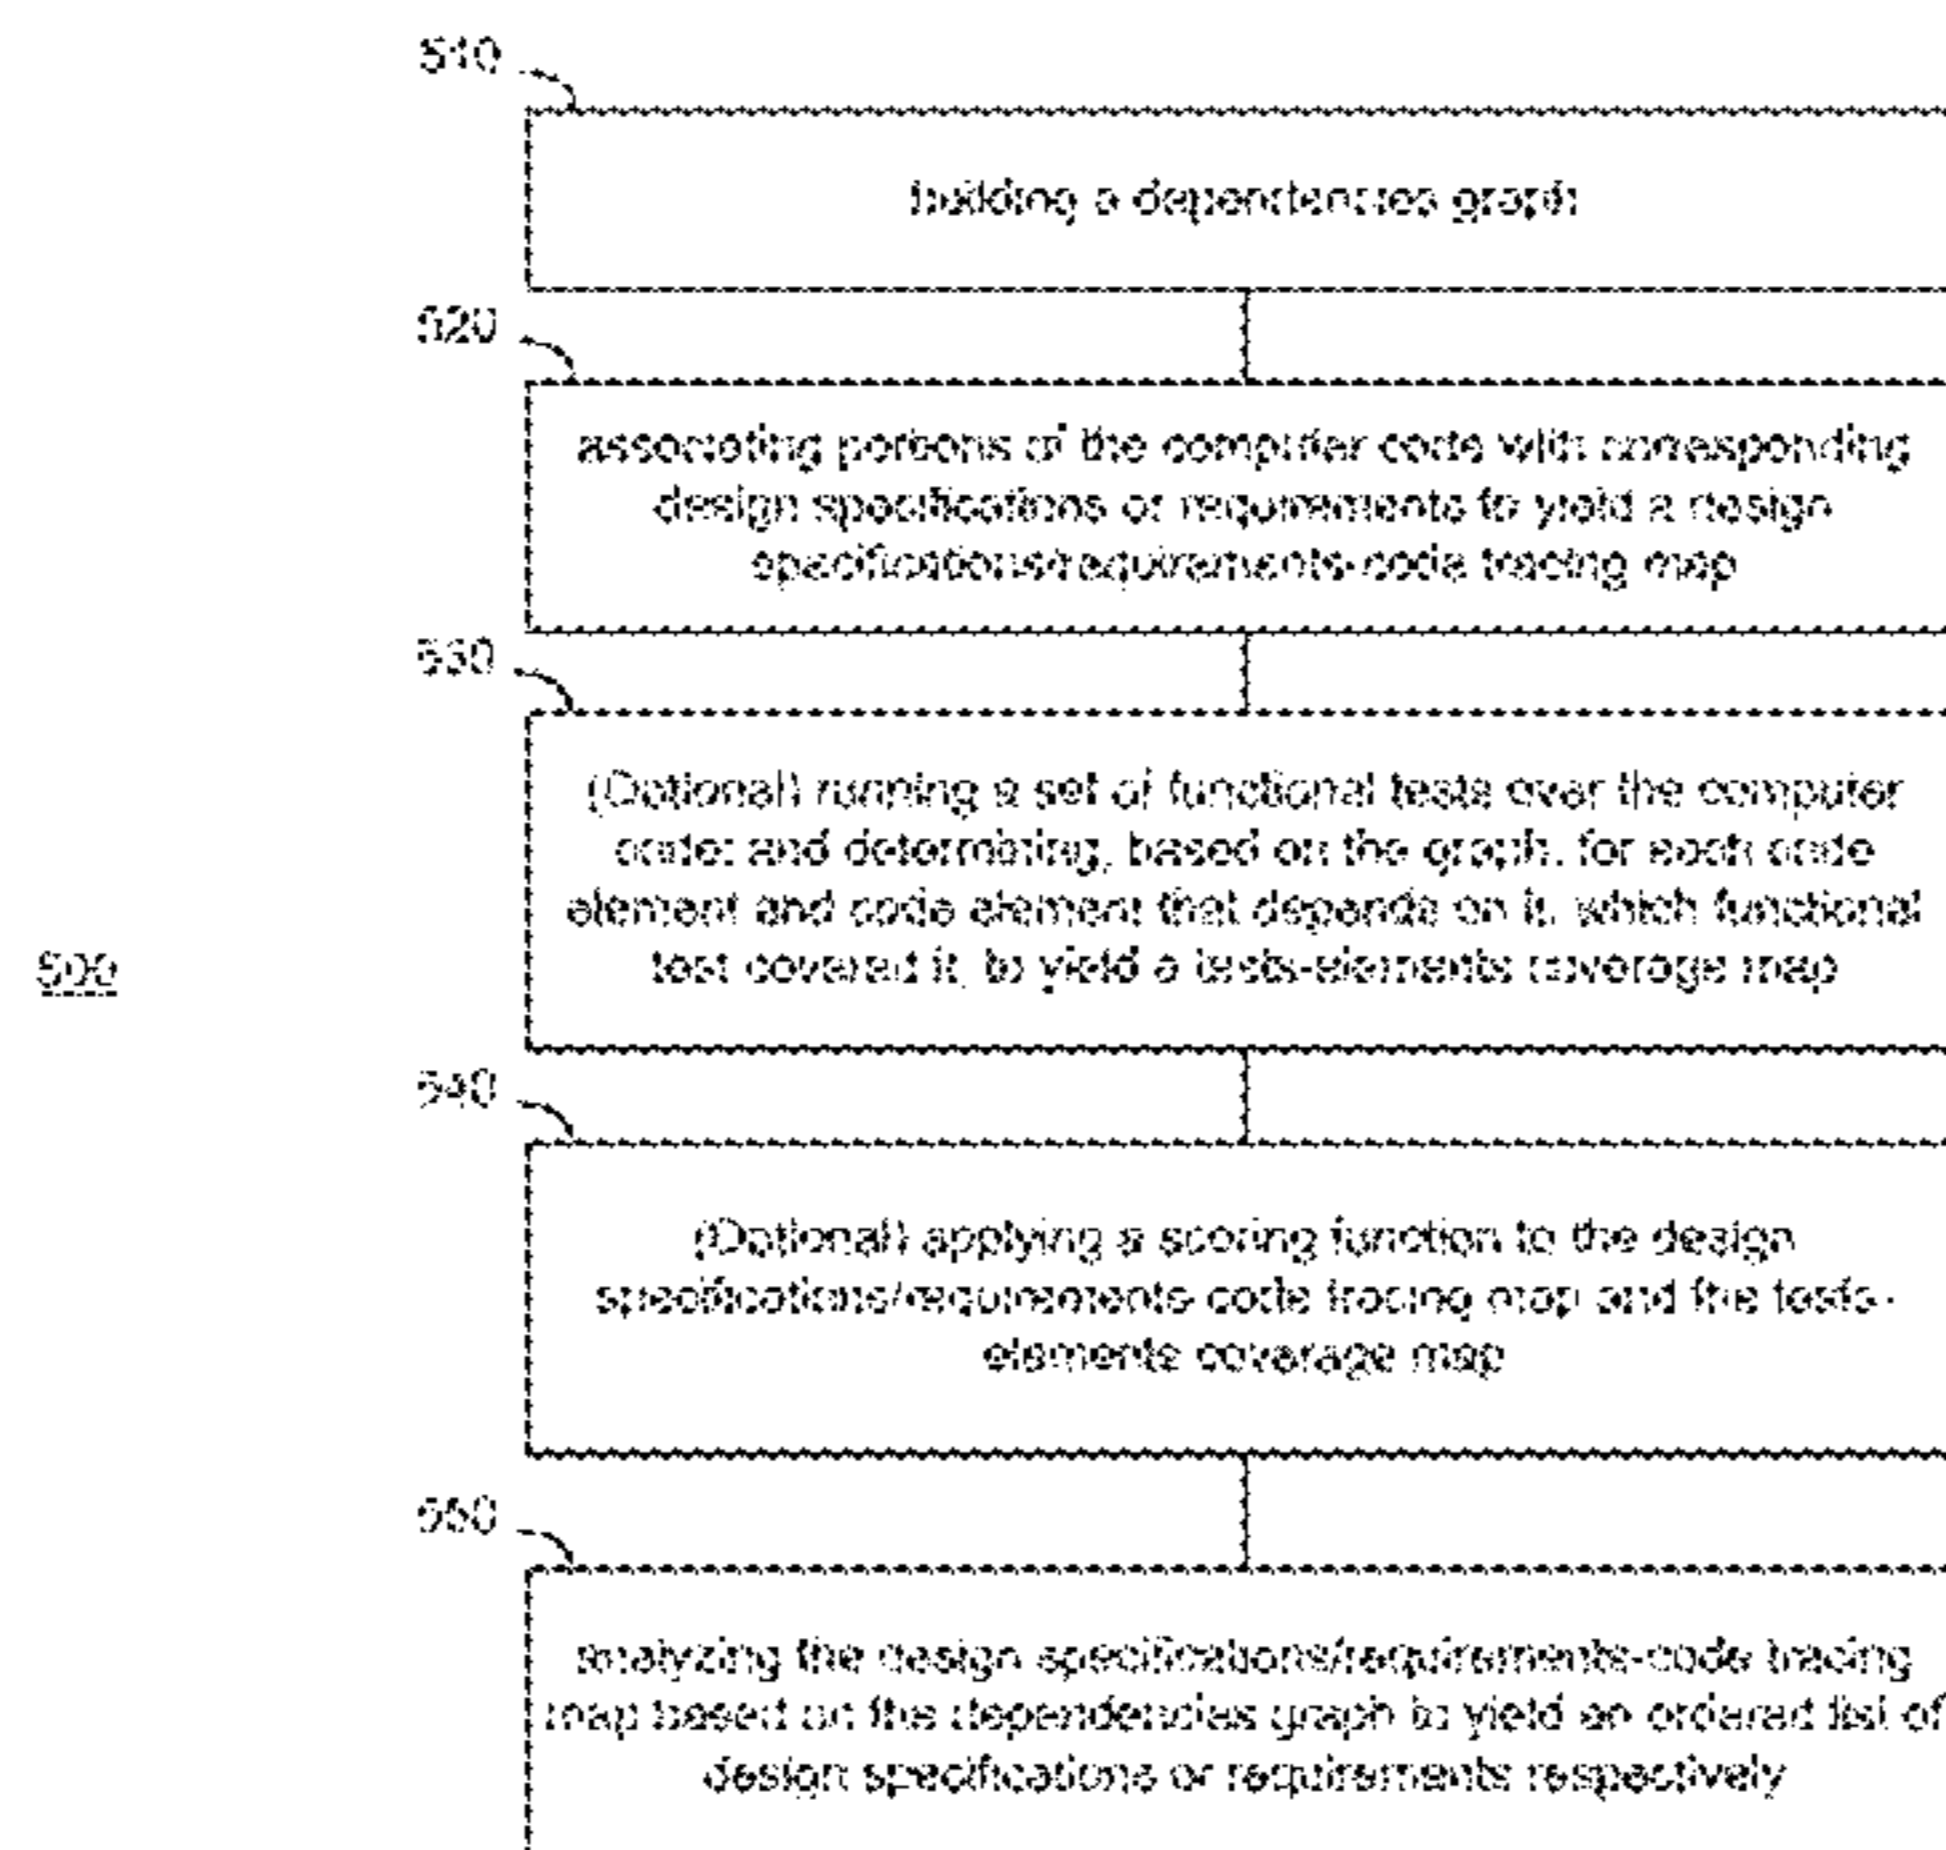 510
building a dependencies graph
520
associating portions of the computer code with corresponding
design specifications or requirements to yield a design
specifications/requirements-code tracing map
530
(Optional) running a set of functional tests over the computer
code; and determining, based on the graph, for each code
element and code element that depends on it, which functional
test covered it, to yield a tests-elements coverage map
500
540
(Optional) applying a scoring function to the design
specifications/requirements-code tracing map and the tests-
elements coverage map
550
analyzing the design specifications/requirements-code tracing
map based on the dependencies graph to yield an ordered list of
design specifications or requirements respectively